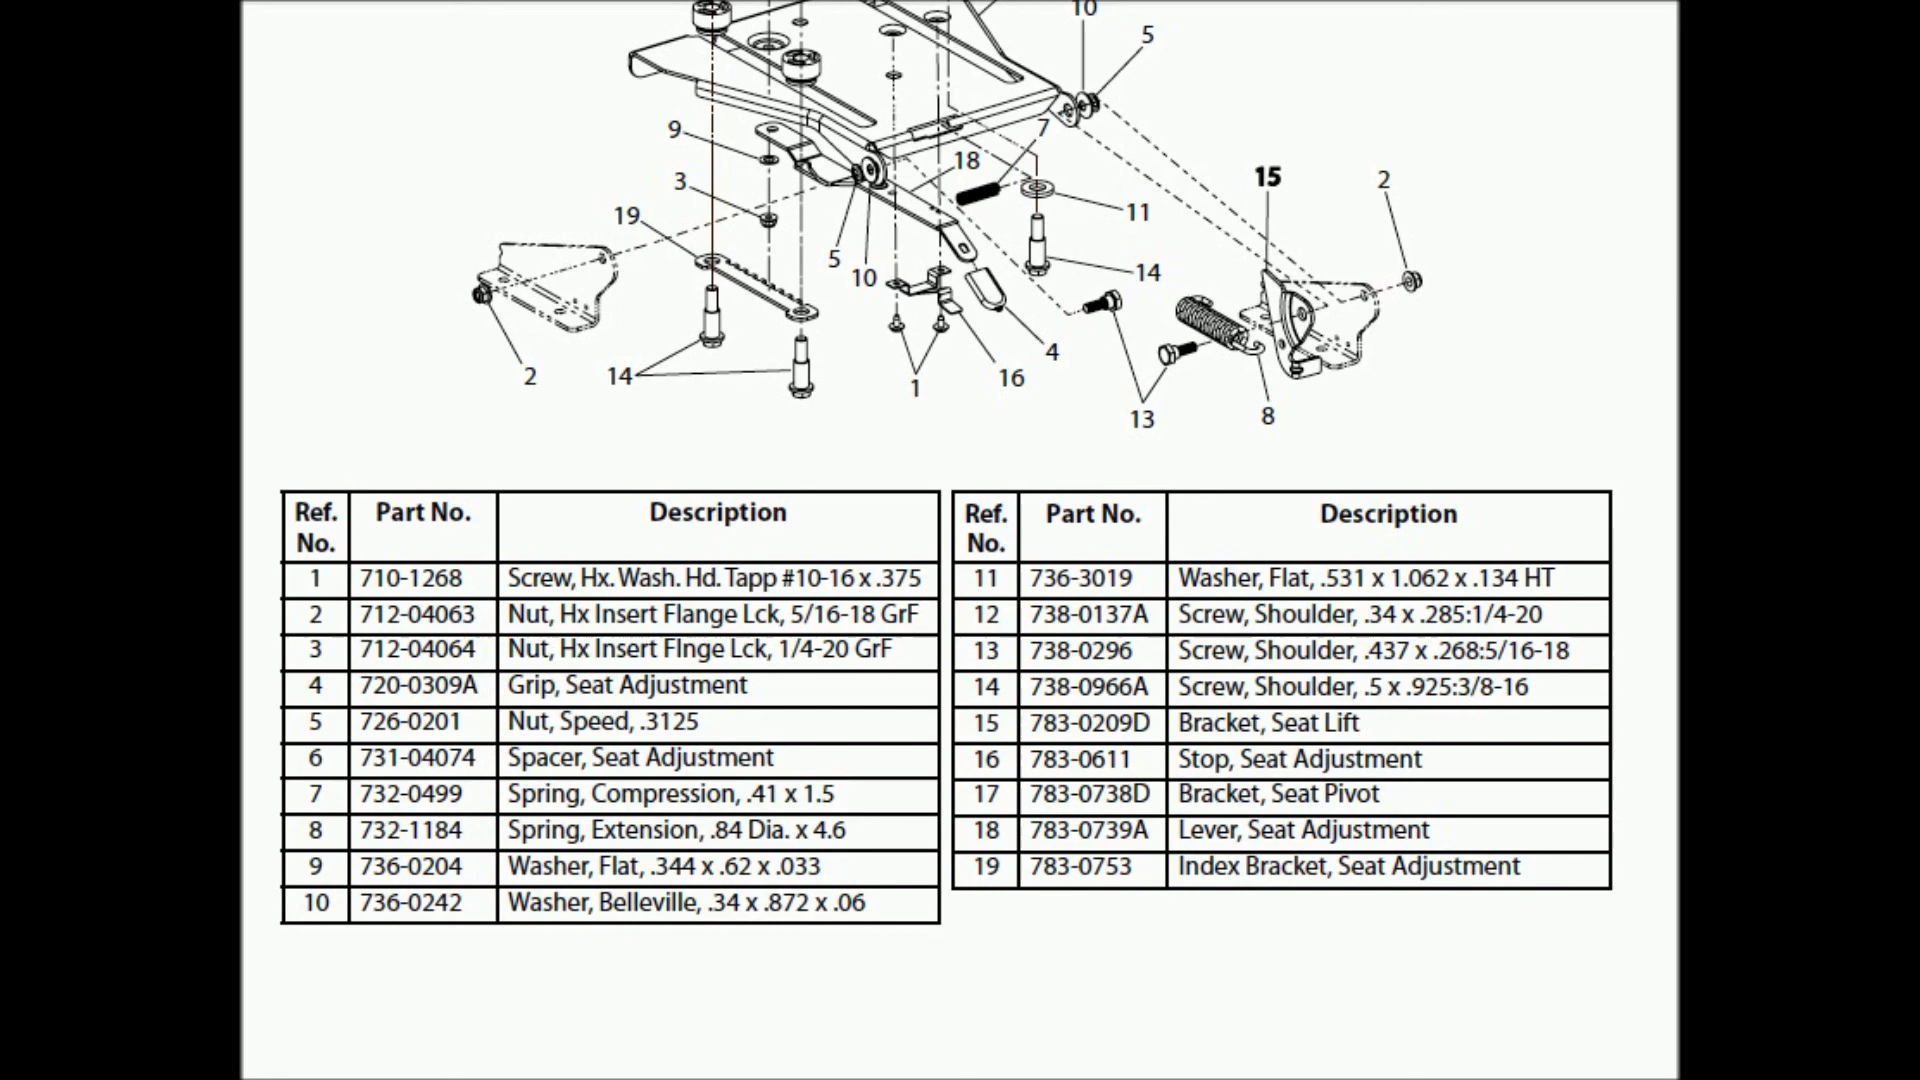 10
5
7
9
18
15
2
3
11
19
5
10
14
4
2
14
1
16
13
8
Ref. No. Part No. Description
1 710-1268 Screw, Hx. Wash. Hd. Tapp #10-16 x .375
2 712-04063 Nut, Hx Insert Flange Lck, 5/16-18 GrF
3 712-04064 Nut, Hx Insert Flnge Lck, 1/4-20 GrF
4 720-0309A Grip, Seat Adjustment
5 726-0201 Nut, Speed, .3125
6 731-04074 Spacer, Seat Adjustment
7 732-0499 Spring, Compression, .41 x 1.5
8 732-1184 Spring, Extension, .84 Dia. x 4.6
9 736-0204 Washer, Flat, .344 x .62 x .033
10 736-0242 Washer, Belleville, .34 x .872 x .06
Ref. No. Part No. Description
11 736-3019 Washer, Flat, .531 x 1.062 x .134 HT
12 738-0137A Screw, Shoulder, .34 x .285:1/4-20
13 738-0296 Screw, Shoulder, .437 x .268:5/16-18
14 738-0966A Screw, Shoulder, .5 x .925:3/8-16
15 783-0209D Bracket, Seat Lift
16 783-0611 Stop, Seat Adjustment
17 783-0738D Bracket, Seat Pivot
18 783-0739A Lever, Seat Adjustment
19 783-0753 Index Bracket, Seat Adjustment